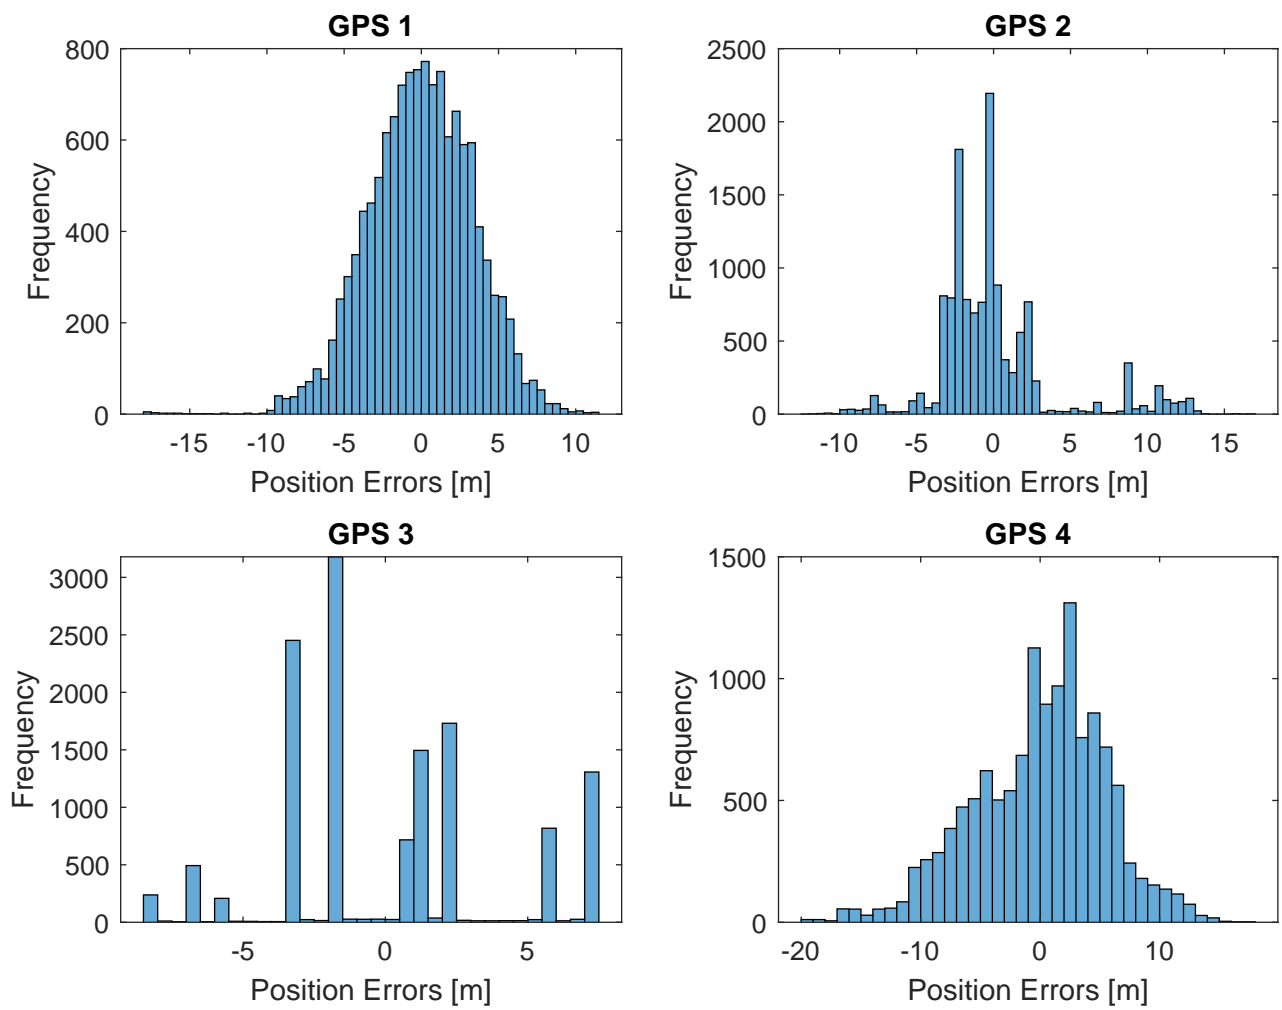 GPS 1
800
600
400
200
0
Frequency
-15 -10 -5 0 5 10
Position Errors [m]
GPS 2
2500
2000
1500
1000
500
0
Frequency
-10 -5 0 5 10 15
Position Errors [m]
GPS 3
3000
2500
2000
1500
1000
500
0
Frequency
-5 0 5
Position Errors [m]
GPS 4
1500
1000
500
0
Frequency
-20 -10 0 10
Position Errors [m]